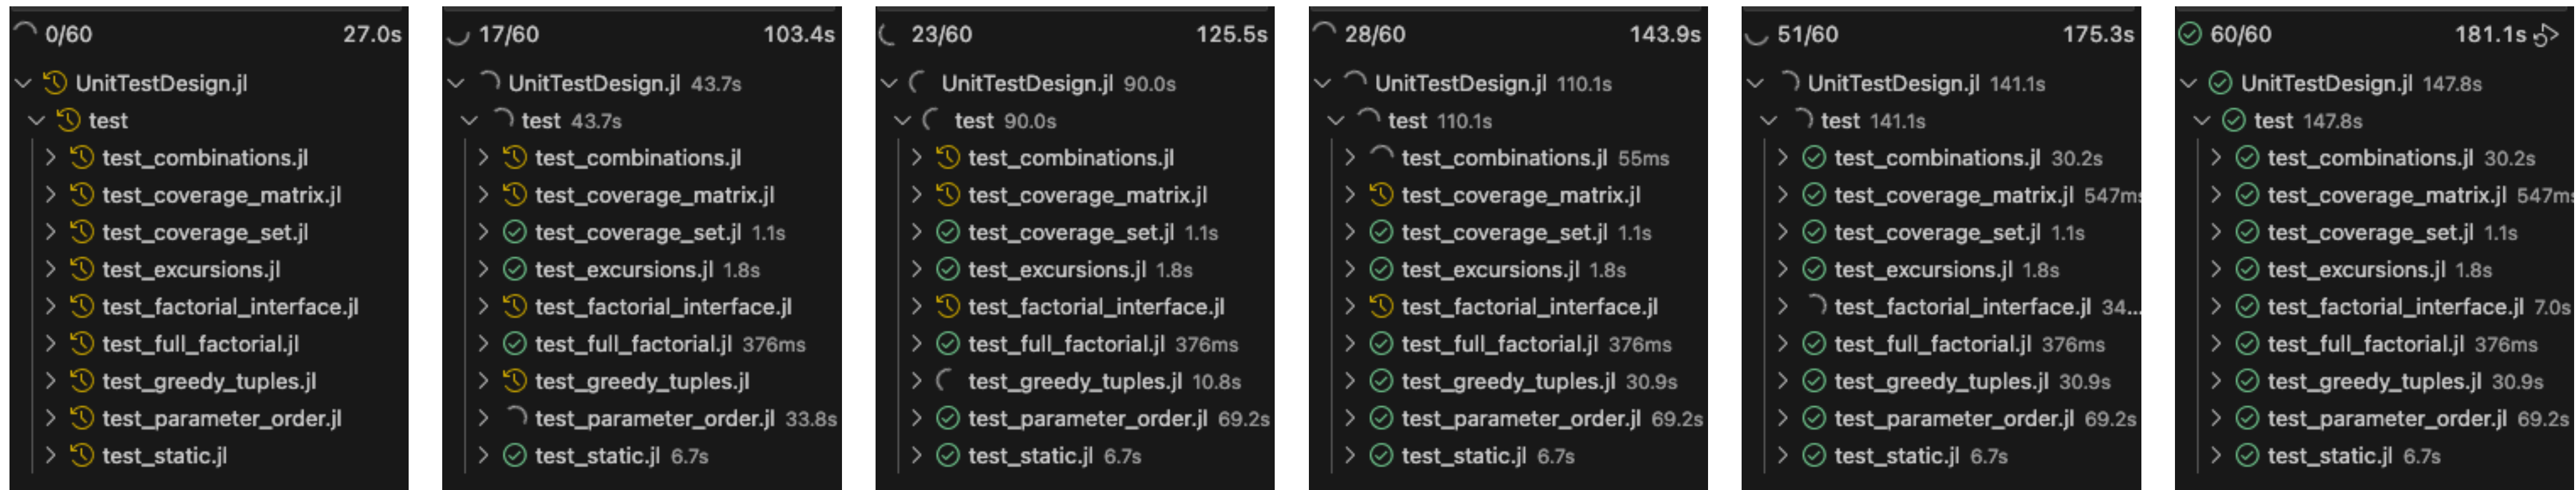 0/60 27.0s
UnitTestDesign.jl
test
test_combinations.jl
test_coverage_matrix.jl
test_coverage_set.jl
test_excursions.jl
test_factorial_interface.jl
test_full_factorial.jl
test_greedy_tuples.jl
test_parameter_order.jl
test_static.jl
17/60 103.4s
UnitTestDesign.jl 43.7s
test 43.7s
test_combinations.jl
test_coverage_matrix.jl
test_coverage_set.jl 1.1s
test_excursions.jl 1.8s
test_factorial_interface.jl
test_full_factorial.jl 376ms
test_greedy_tuples.jl
test_parameter_order.jl 33.8s
test_static.jl 6.7s
23/60 125.5s
UnitTestDesign.jl 90.0s
test 90.0s
test_combinations.jl
test_coverage_matrix.jl
test_coverage_set.jl 1.1s
test_excursions.jl 1.8s
test_factorial_interface.jl
test_full_factorial.jl 376ms
test_greedy_tuples.jl 10.8s
test_parameter_order.jl 69.2s
test_static.jl 6.7s
28/60 143.9s
UnitTestDesign.jl 110.1s
test 110.1s
test_combinations.jl 55ms
test_coverage_matrix.jl
test_coverage_set.jl 1.1s
test_excursions.jl 1.8s
test_factorial_interface.jl
test_full_factorial.jl 376ms
test_greedy_tuples.jl 30.9s
test_parameter_order.jl 69.2s
test_static.jl 6.7s
51/60 175.3s
UnitTestDesign.jl 141.1s
test 141.1s
test_combinations.jl 30.2s
test_coverage_matrix.jl 547ms
test_coverage_set.jl 1.1s
test_excursions.jl 1.8s
test_factorial_interface.jl 34...
test_full_factorial.jl 376ms
test_greedy_tuples.jl 30.9s
test_parameter_order.jl 69.2s
test_static.jl 6.7s
60/60 181.1s
UnitTestDesign.jl 147.8s
test 147.8s
test_combinations.jl 30.2s
test_coverage_matrix.jl 547ms
test_coverage_set.jl 1.1s
test_excursions.jl 1.8s
test_factorial_interface.jl 7.0s
test_full_factorial.jl 376ms
test_greedy_tuples.jl 30.9s
test_parameter_order.jl 69.2s
test_static.jl 6.7s